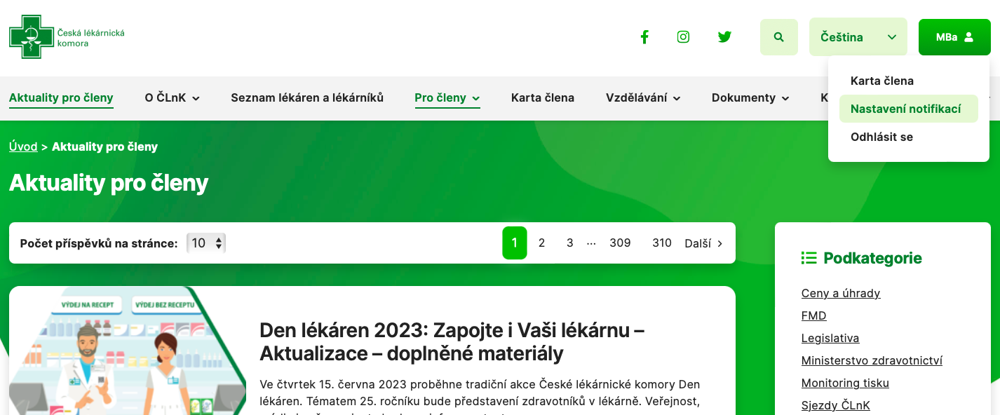 Česká lékárnická
komora
Čeština
MBa
Karta člena
Nastavení notifikací
Odhlásit se
Aktuality pro členy
O ČLnK
Seznam lékáren a lékárníků
Pro členy
Karta člena
Vzdělávání
Dokumenty
K
Úvod > Aktuality pro členy
Aktuality pro členy
Počet příspěvků na stránce: 10
1 2 3 ... 309 310 Další >
VÝDEJ NA RECEPT
VÝDEJ BEZ RECEPTU
Den lékáren 2023: Zapojte i Vaši lékárnu –
Aktualizace – doplněné materiály
Ve čtvrtek 15. června 2023 proběhne tradiční akce České lékárnické komory Den
lékáren. Tématem 25. ročníku bude představení zdravotníků v lékárně. Veřejnost,
Podkategorie
Ceny a úhrady
FMD
Legislativa
Ministerstvo zdravotnictví
Monitoring tisku
Sjezdy ČLnK